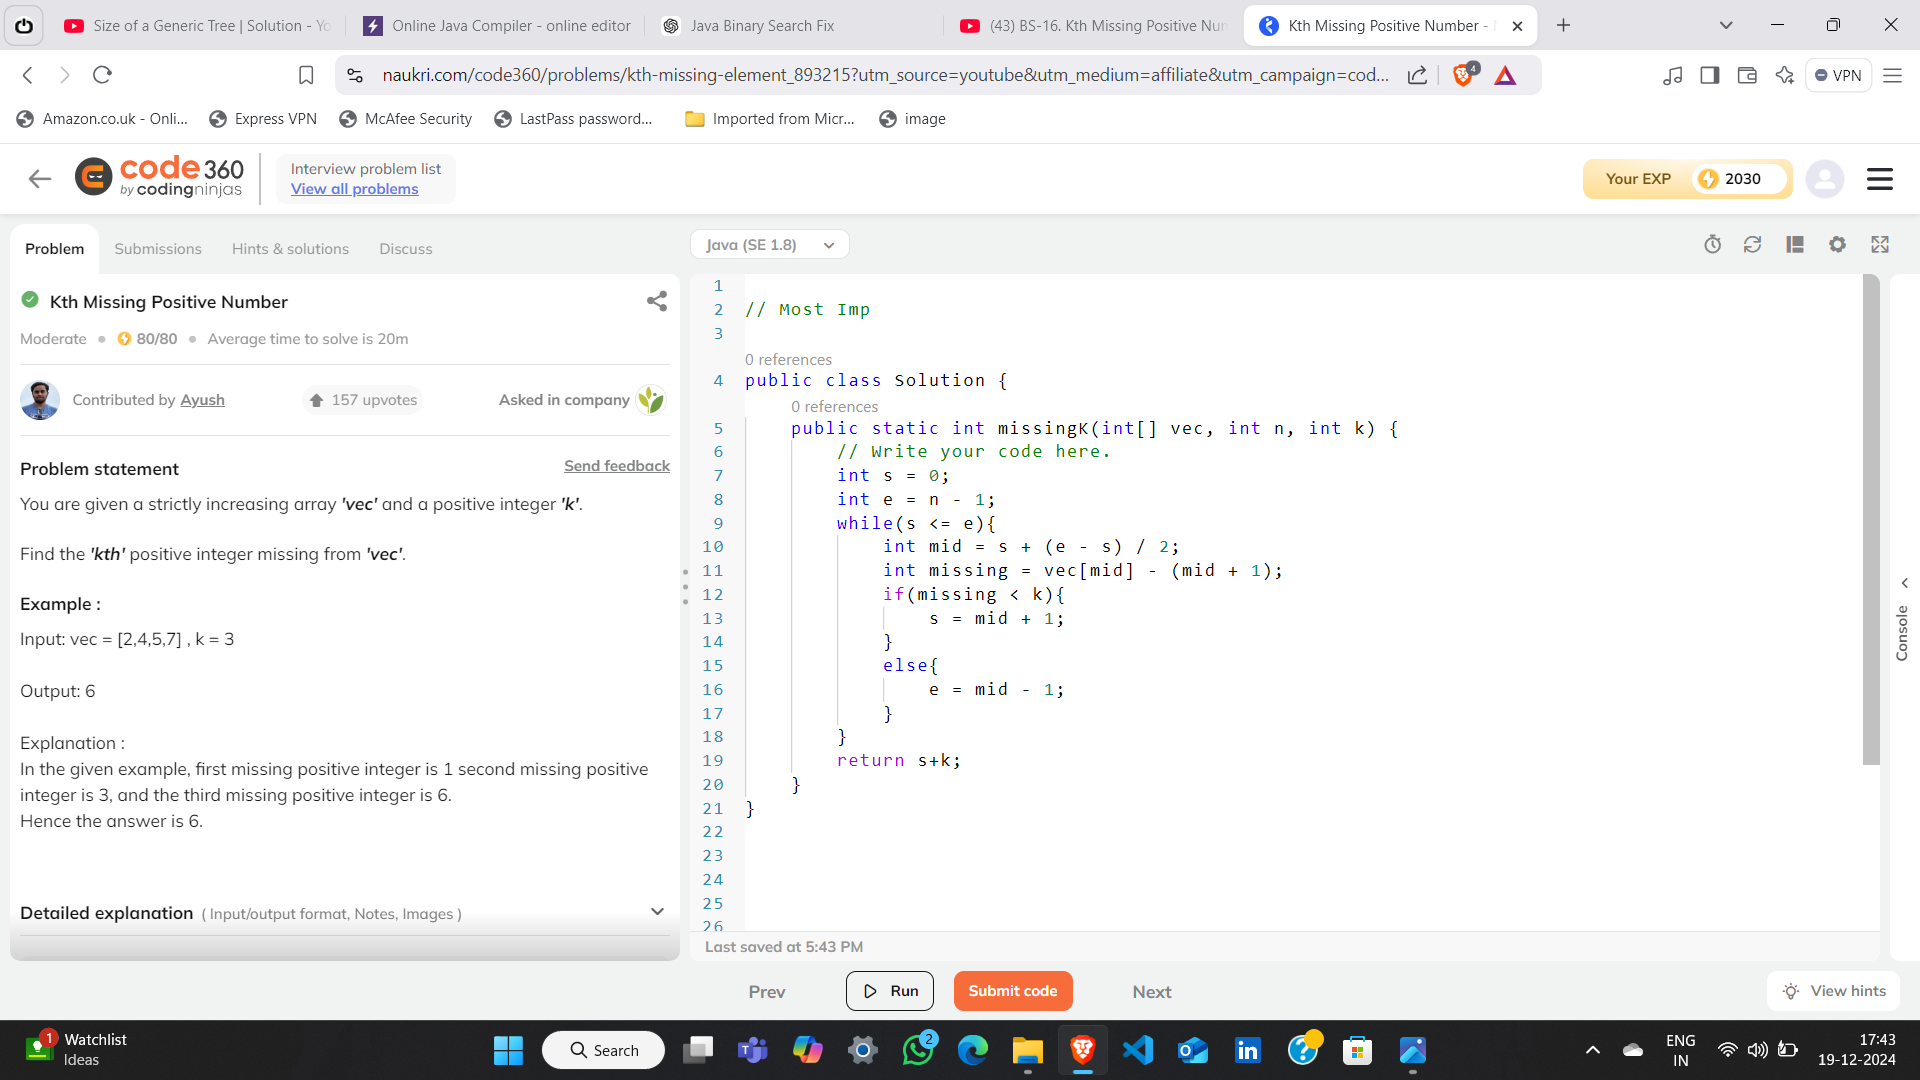 Size of a Generic Tree | Solution - Yo
Online Java Compiler - online editor
Java Binary Search Fix
(43) BS-16. Kth Missing Positive Nun
Kth Missing Positive Number -
naukri.com/code360/problems/kth-missing-element_893215?utm_source=youtube&utm_medium=affiliate&utm_campaign=cod...
4
VPN
Amazon.co.uk - Onli...
Express VPN
McAfee Security
LastPass password...
Imported from Micr...
image
code 360
by codingninjas
Interview problem list
View all problems
Your EXP
2030
Problem
Submissions
Hints & solutions
Discuss
Java (SE 1.8)
Kth Missing Positive Number
Moderate
80/80
Average time to solve is 20m
Contributed by Ayush
157 upvotes
Asked in company
Problem statement
Send feedback
You are given a strictly increasing array 'vec' and a positive integer 'k'.
Find the 'kth' positive integer missing from 'vec'.
Example :
Input: vec = [2,4,5,7] , k = 3
Output: 6
Explanation :
In the given example, first missing positive integer is 1 second missing positive
integer is 3, and the third missing positive integer is 6.
Hence the answer is 6.
Detailed explanation ( Input/output format, Notes, Images )
1
2 // Most Imp
3
0 references
4 public class Solution {
0 references
5 public static int missingK(int[] vec, int n, int k) {
6 // Write your code here.
7 int s = 0;
8 int e = n - 1;
9 while(s <= e){
10 int mid = s + (e - s) / 2;
11 int missing = vec[mid] - (mid + 1);
12 if(missing < k){
13 s = mid + 1;
14 }
15 else{
16 e = mid - 1;
17 }
18 }
19 return s+k;
20 }
21 }
22
23
24
25
26
Console
Last saved at 5:43 PM
Prev
Run
Submit code
Next
View hints
1
Watchlist
Ideas
Search
2
ENG
IN
17:43
19-12-2024